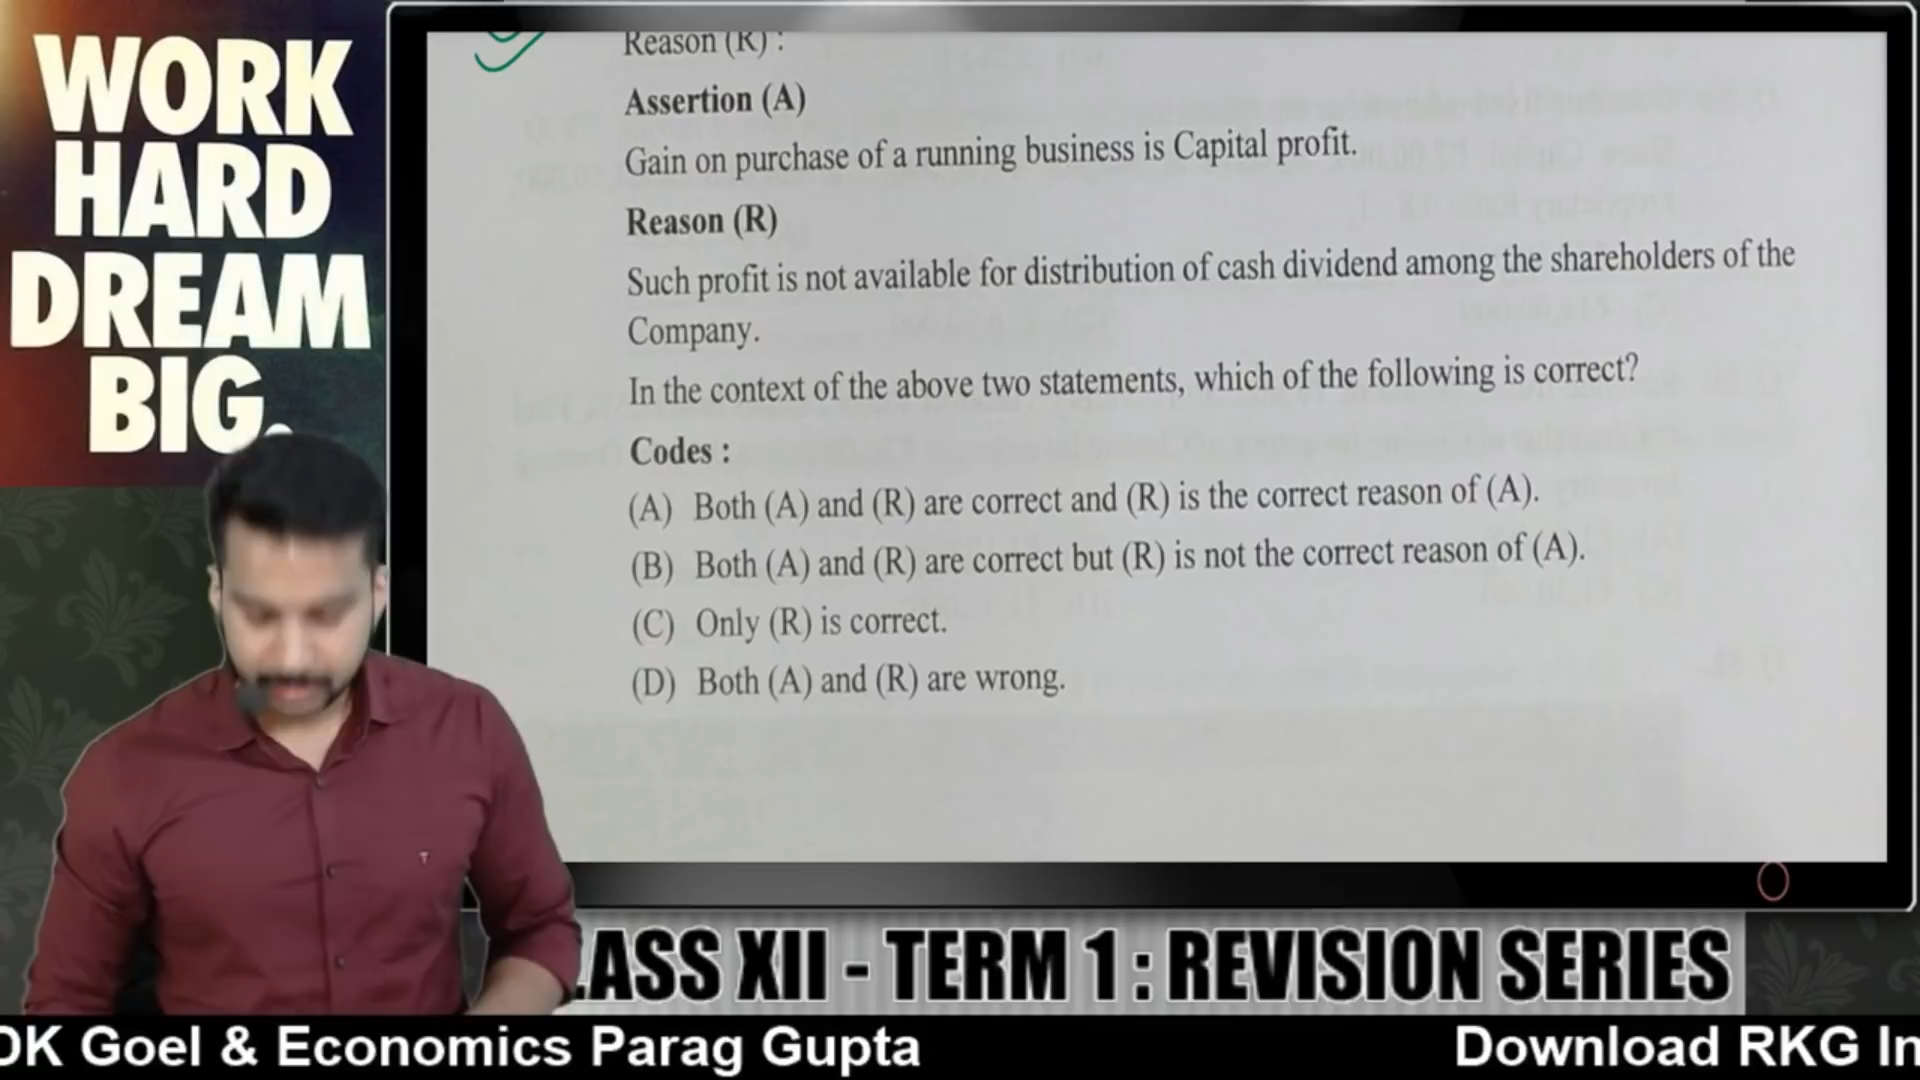 WORK
HARD
DREAM
BIG.
Reason (R) :
Assertion (A)
Gain on purchase of a running business is Capital profit.
Reason (R)
Such profit is not available for distribution of cash dividend among the shareholders of the
Company.
In the context of the above two statements, which of the following is correct?
Codes :
(A) Both (A) and (R) are correct and (R) is the correct reason of (A).
(B) Both (A) and (R) are correct but (R) is not the correct reason of (A).
(C) Only (R) is correct.
(D) Both (A) and (R) are wrong.
LASS XII - TERM 1 : REVISION SERIES
DK Goel & Economics Parag Gupta
Download RKG In